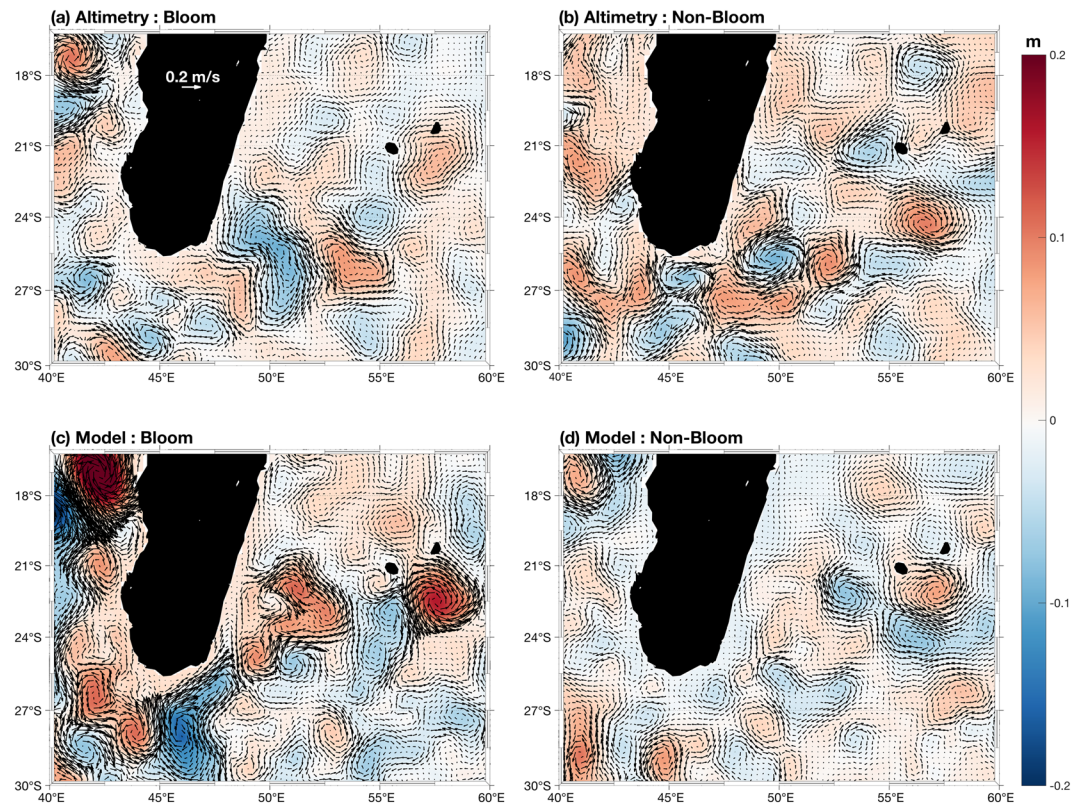 (a) Altimetry : Bloom
(b) Altimetry : Non-Bloom
m
0.2 m/s
18°S
21°S
24°S
27°S
30°S
40°E
45°E
50°E
55°E
60°E
18°S
21°S
24°S
27°S
30°S
40°E
45°E
50°E
55°E
60°E
0.2
0.1
0
-0.1
-0.2
(c) Model : Bloom
(d) Model : Non-Bloom
18°S
21°S
24°S
27°S
30°S
40°E
45°E
50°E
55°E
60°E
18°S
21°S
24°S
27°S
30°S
40°E
45°E
50°E
55°E
60°E